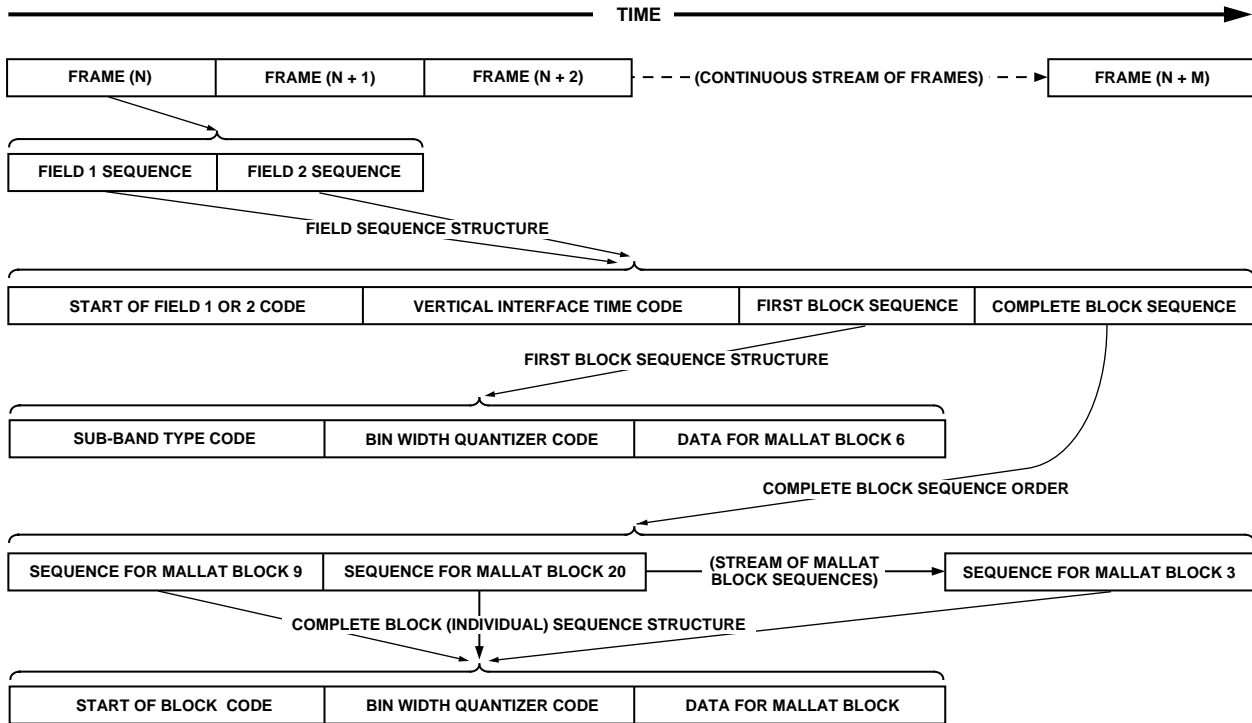 TIME
FRAME (N) FRAME (N + 1) FRAME (N + 2) (CONTINUOUS STREAM OF FRAMES) FRAME (N + M)
FIELD 1 SEQUENCE FIELD 2 SEQUENCE
FIELD SEQUENCE STRUCTURE
START OF FIELD 1 OR 2 CODE VERTICAL INTERFACE TIME CODE FIRST BLOCK SEQUENCE COMPLETE BLOCK SEQUENCE
FIRST BLOCK SEQUENCE STRUCTURE
SUB-BAND TYPE CODE BIN WIDTH QUANTIZER CODE DATA FOR MALLAT BLOCK 6
COMPLETE BLOCK SEQUENCE ORDER
SEQUENCE FOR MALLAT BLOCK 9 SEQUENCE FOR MALLAT BLOCK 20 (STREAM OF MALLAT
BLOCK SEQUENCES) SEQUENCE FOR MALLAT BLOCK 3
COMPLETE BLOCK (INDIVIDUAL) SEQUENCE STRUCTURE
START OF BLOCK CODE BIN WIDTH QUANTIZER CODE DATA FOR MALLAT BLOCK